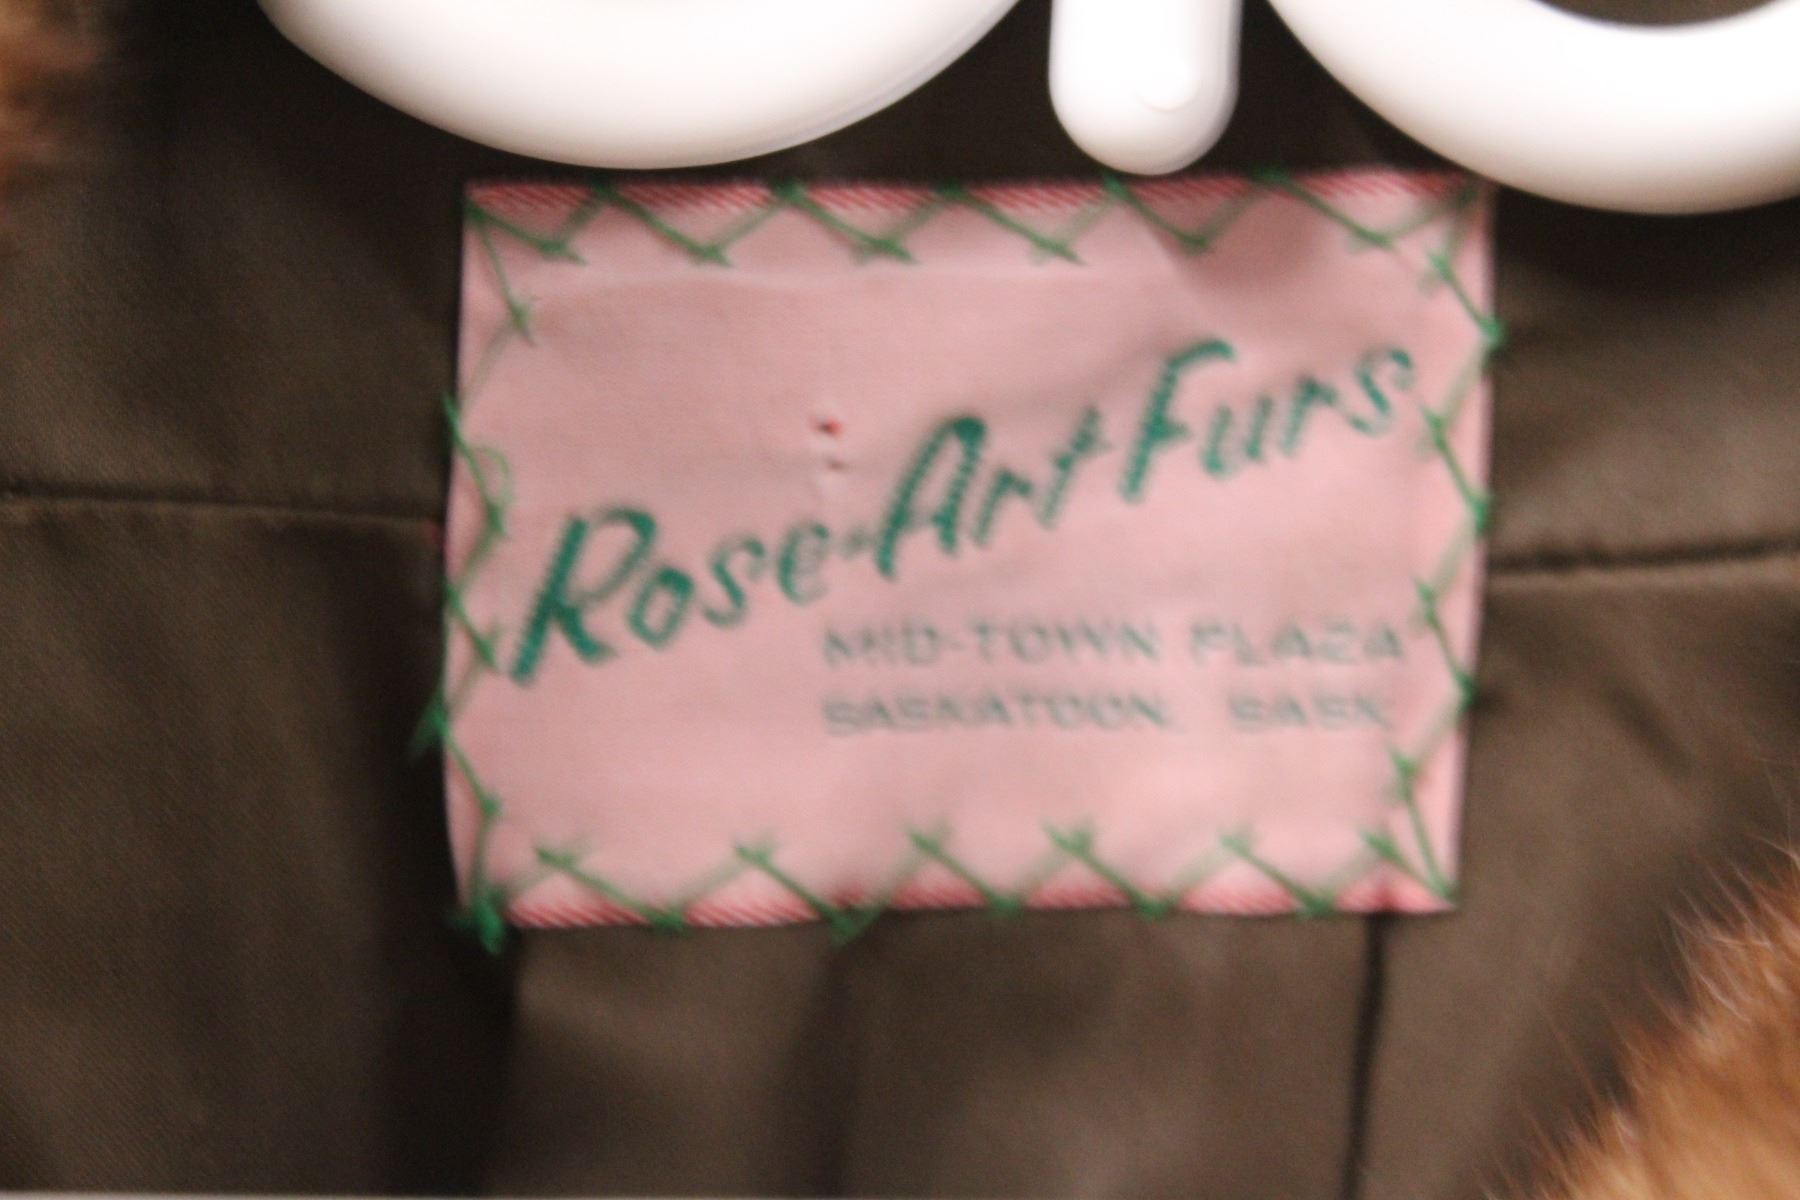 Rose-Art Furs
MID-TOWN PLAZA
SASKATOON, SASK.